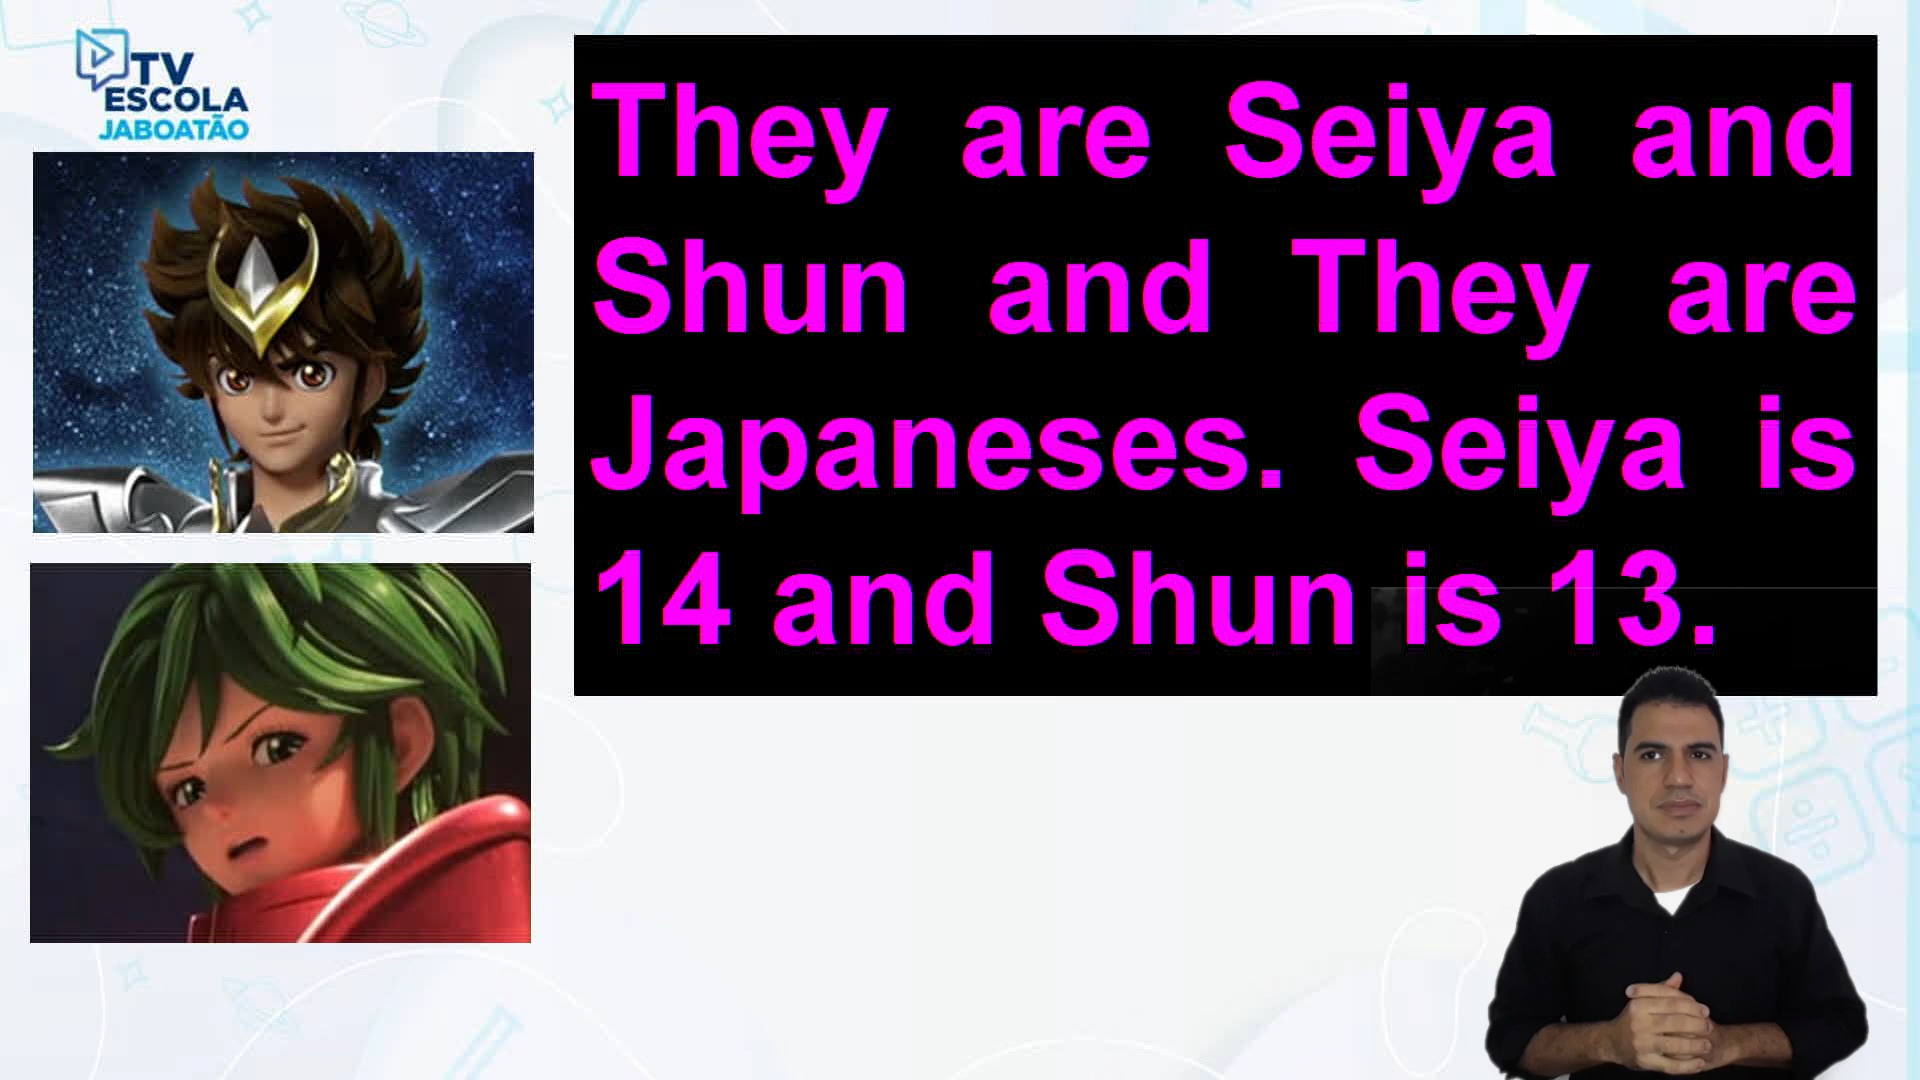 TV
ESCOLA
JABOATÃO
They are Seiya and
Shun and They are
Japaneses. Seiya is
14 and Shun is 13.